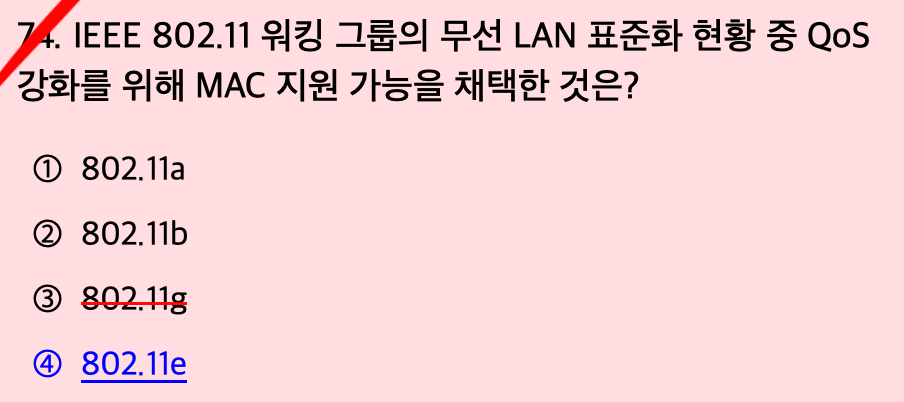 74. IEEE 802.11 워킹 그룹의 무선 LAN 표준화 현황 중 QoS
강화를 위해 MAC 지원 가능을 채택한 것은?
① 802.11a
② 802.11b
③ 802.11g
④ 802.11e